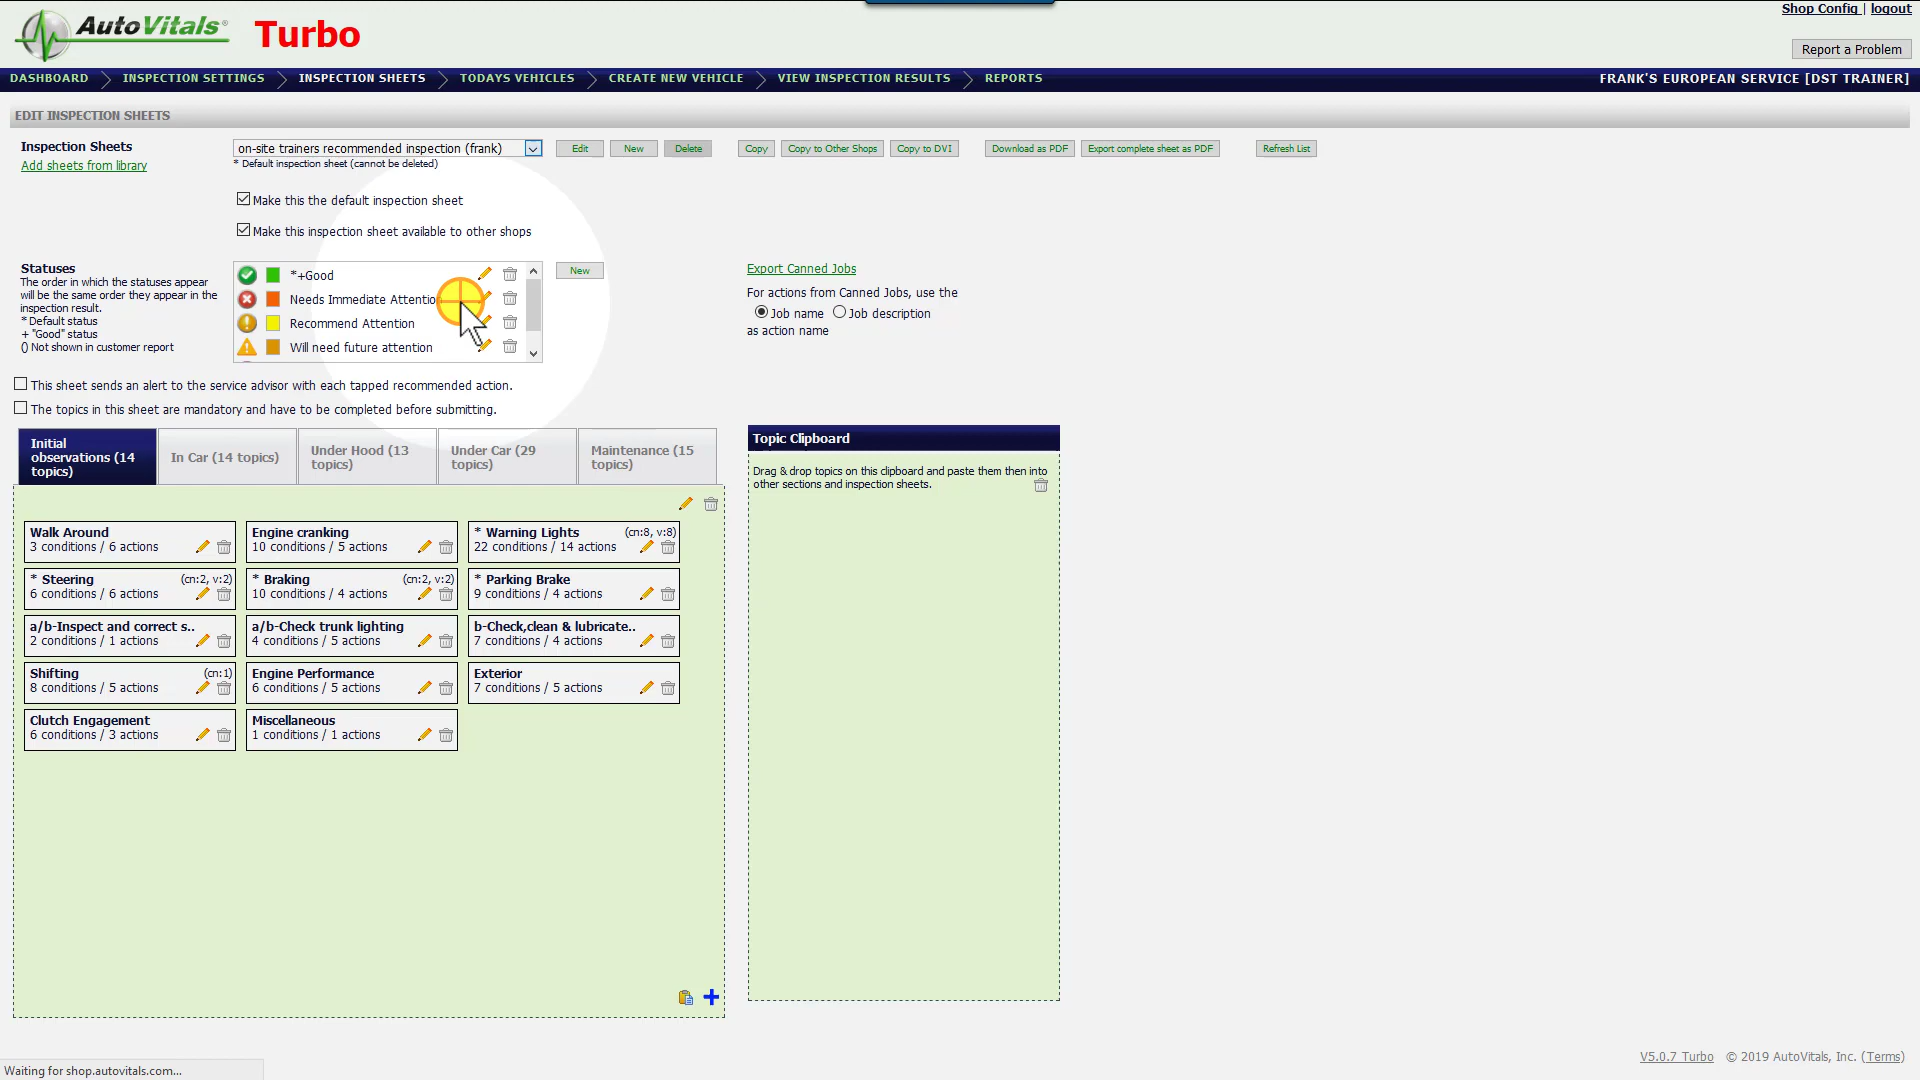 AutoVitals® Turbo
Shop Config | logout
Report a Problem
DASHBOARD INSPECTION SETTINGS INSPECTION SHEETS TODAYS VEHICLES CREATE NEW VEHICLE VIEW INSPECTION RESULTS REPORTS FRANK'S EUROPEAN SERVICE [DST TRAINER]
EDIT INSPECTION SHEETS
Inspection Sheets
Add sheets from library
on-site trainers recommended inspection (frank)
* Default inspection sheet (cannot be deleted)
Edit New Delete Copy Copy to Other Shops Copy to DVI Download as PDF Export complete sheet as PDF Refresh List
Make this the default inspection sheet
Make this inspection sheet available to other shops
Statuses
The order in which the statuses appear
will be the same order they appear in the
inspection result.
* Default status
+ "Good" status
() Not shown in customer report
*+Good
Needs Immediate Attentio
Recommend Attention
Will need future attention
New
Export Canned Jobs
For actions from Canned Jobs, use the
Job name Job description
as action name
This sheet sends an alert to the service advisor with each tapped recommended action.
The topics in this sheet are mandatory and have to be completed before submitting.
Initial
observations (14
topics)
In Car (14 topics)
Under Hood (13
topics)
Under Car (29
topics)
Maintenance (15
topics)
Topic Clipboard
Drag & drop topics on this clipboard and paste them then into
other sections and inspection sheets.
Walk Around
3 conditions / 6 actions
Engine cranking
10 conditions / 5 actions
* Warning Lights (cn:8, v:8)
22 conditions / 14 actions
* Steering (cn:2, v:2)
6 conditions / 6 actions
* Braking (cn:2, v:2)
10 conditions / 4 actions
* Parking Brake
9 conditions / 4 actions
a/b-Inspect and correct s..
2 conditions / 1 actions
a/b-Check trunk lighting
4 conditions / 5 actions
b-Check,clean & lubricate..
7 conditions / 4 actions
Shifting (cn:1)
8 conditions / 5 actions
Engine Performance
6 conditions / 5 actions
Exterior
7 conditions / 5 actions
Clutch Engagement
6 conditions / 3 actions
Miscellaneous
1 conditions / 1 actions
V5.0.7 Turbo © 2019 AutoVitals, Inc. (Terms)
Waiting for shop.autovitals.com...